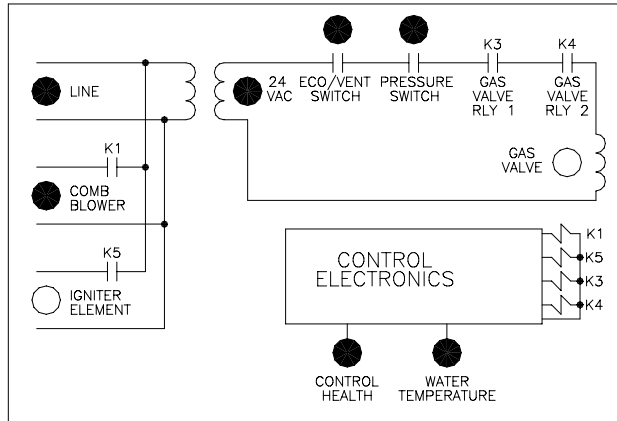 LINE
K1
COMB
BLOWER
K5
IGNITER
ELEMENT
24
VAC
ECO/VENT
SWITCH
PRESSURE
SWITCH
K3
GAS
VALVE
RLY 1
K4
GAS
VALVE
RLY 2
GAS
VALVE
CONTROL
ELECTRONICS
K1
K5
K3
K4
CONTROL
HEALTH
WATER
TEMPERATURE